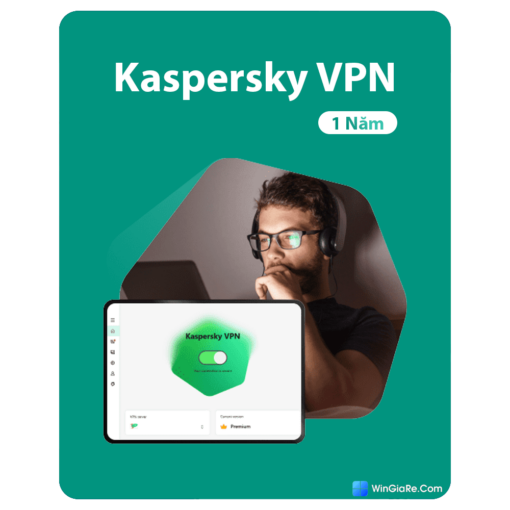 Kaspersky VPN
1 Năm
Kaspersky VPN
Premium
WinGiaRe.Com